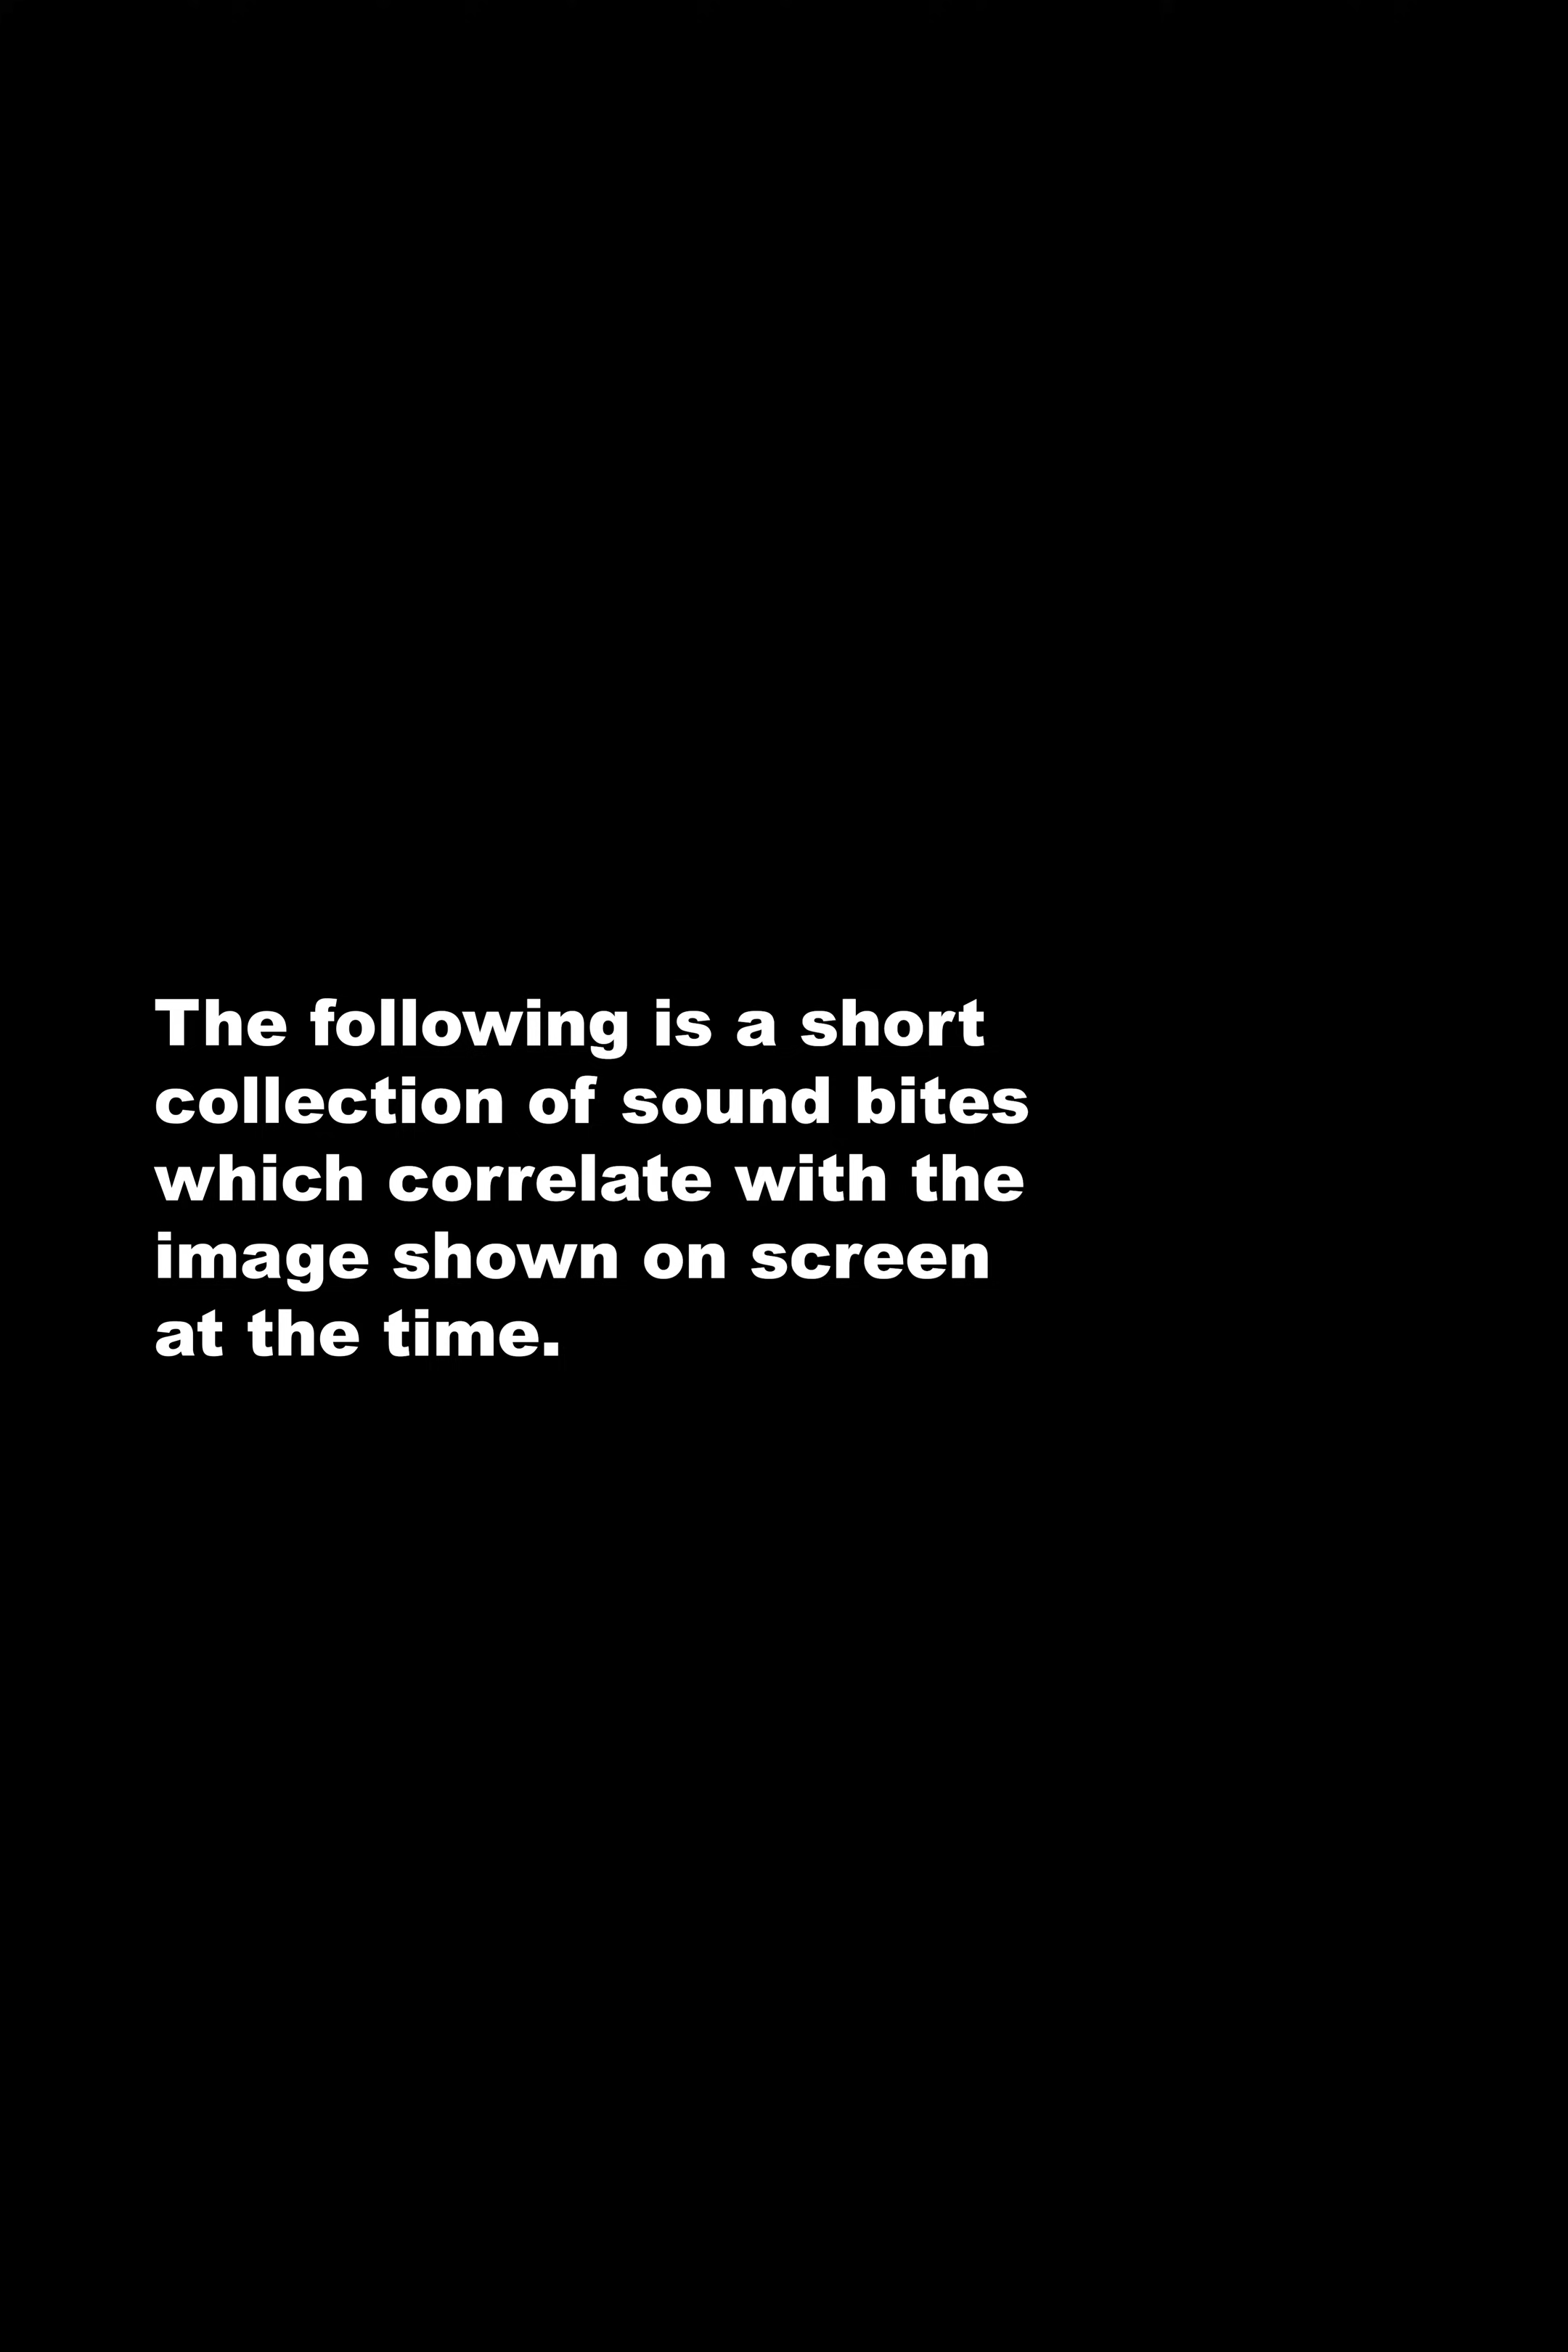 The following is a short
collection of sound bites
which correlate with the
image shown on screen
at the time.